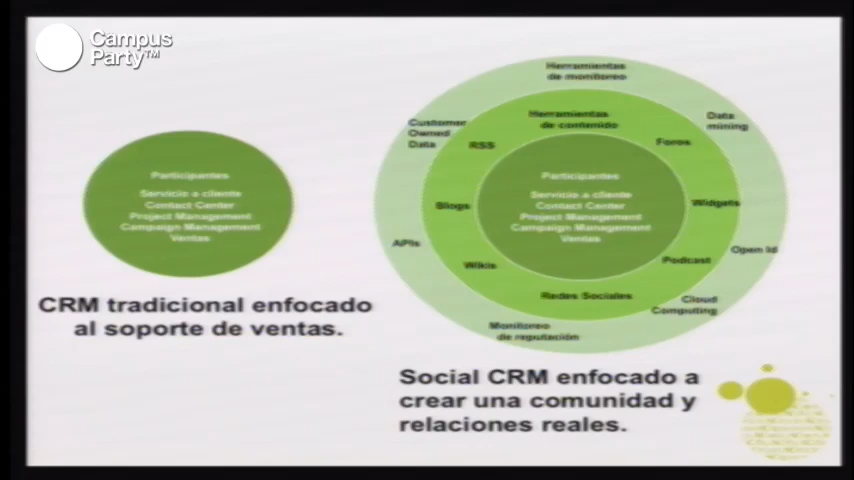 Campus
Party™
Participantes
Servicio a cliente
Contact Center
Project Management
Campaign Management
Ventas
CRM tradicional enfocado
al soporte de ventas.
Herramientas
de monitoreo
Data
mining
Open Id
Cloud
Computing
Monitoreo
de reputación
APIs
Customer
Owned
Data
Herramientas
de contenido
Foros
Widgets
Podcast
Redes Sociales
Wikis
Blogs
RSS
Participantes
Servicio a cliente
Contact Center
Project Management
Campaign Management
Ventas
Social CRM enfocado a
crear una comunidad y
relaciones reales.